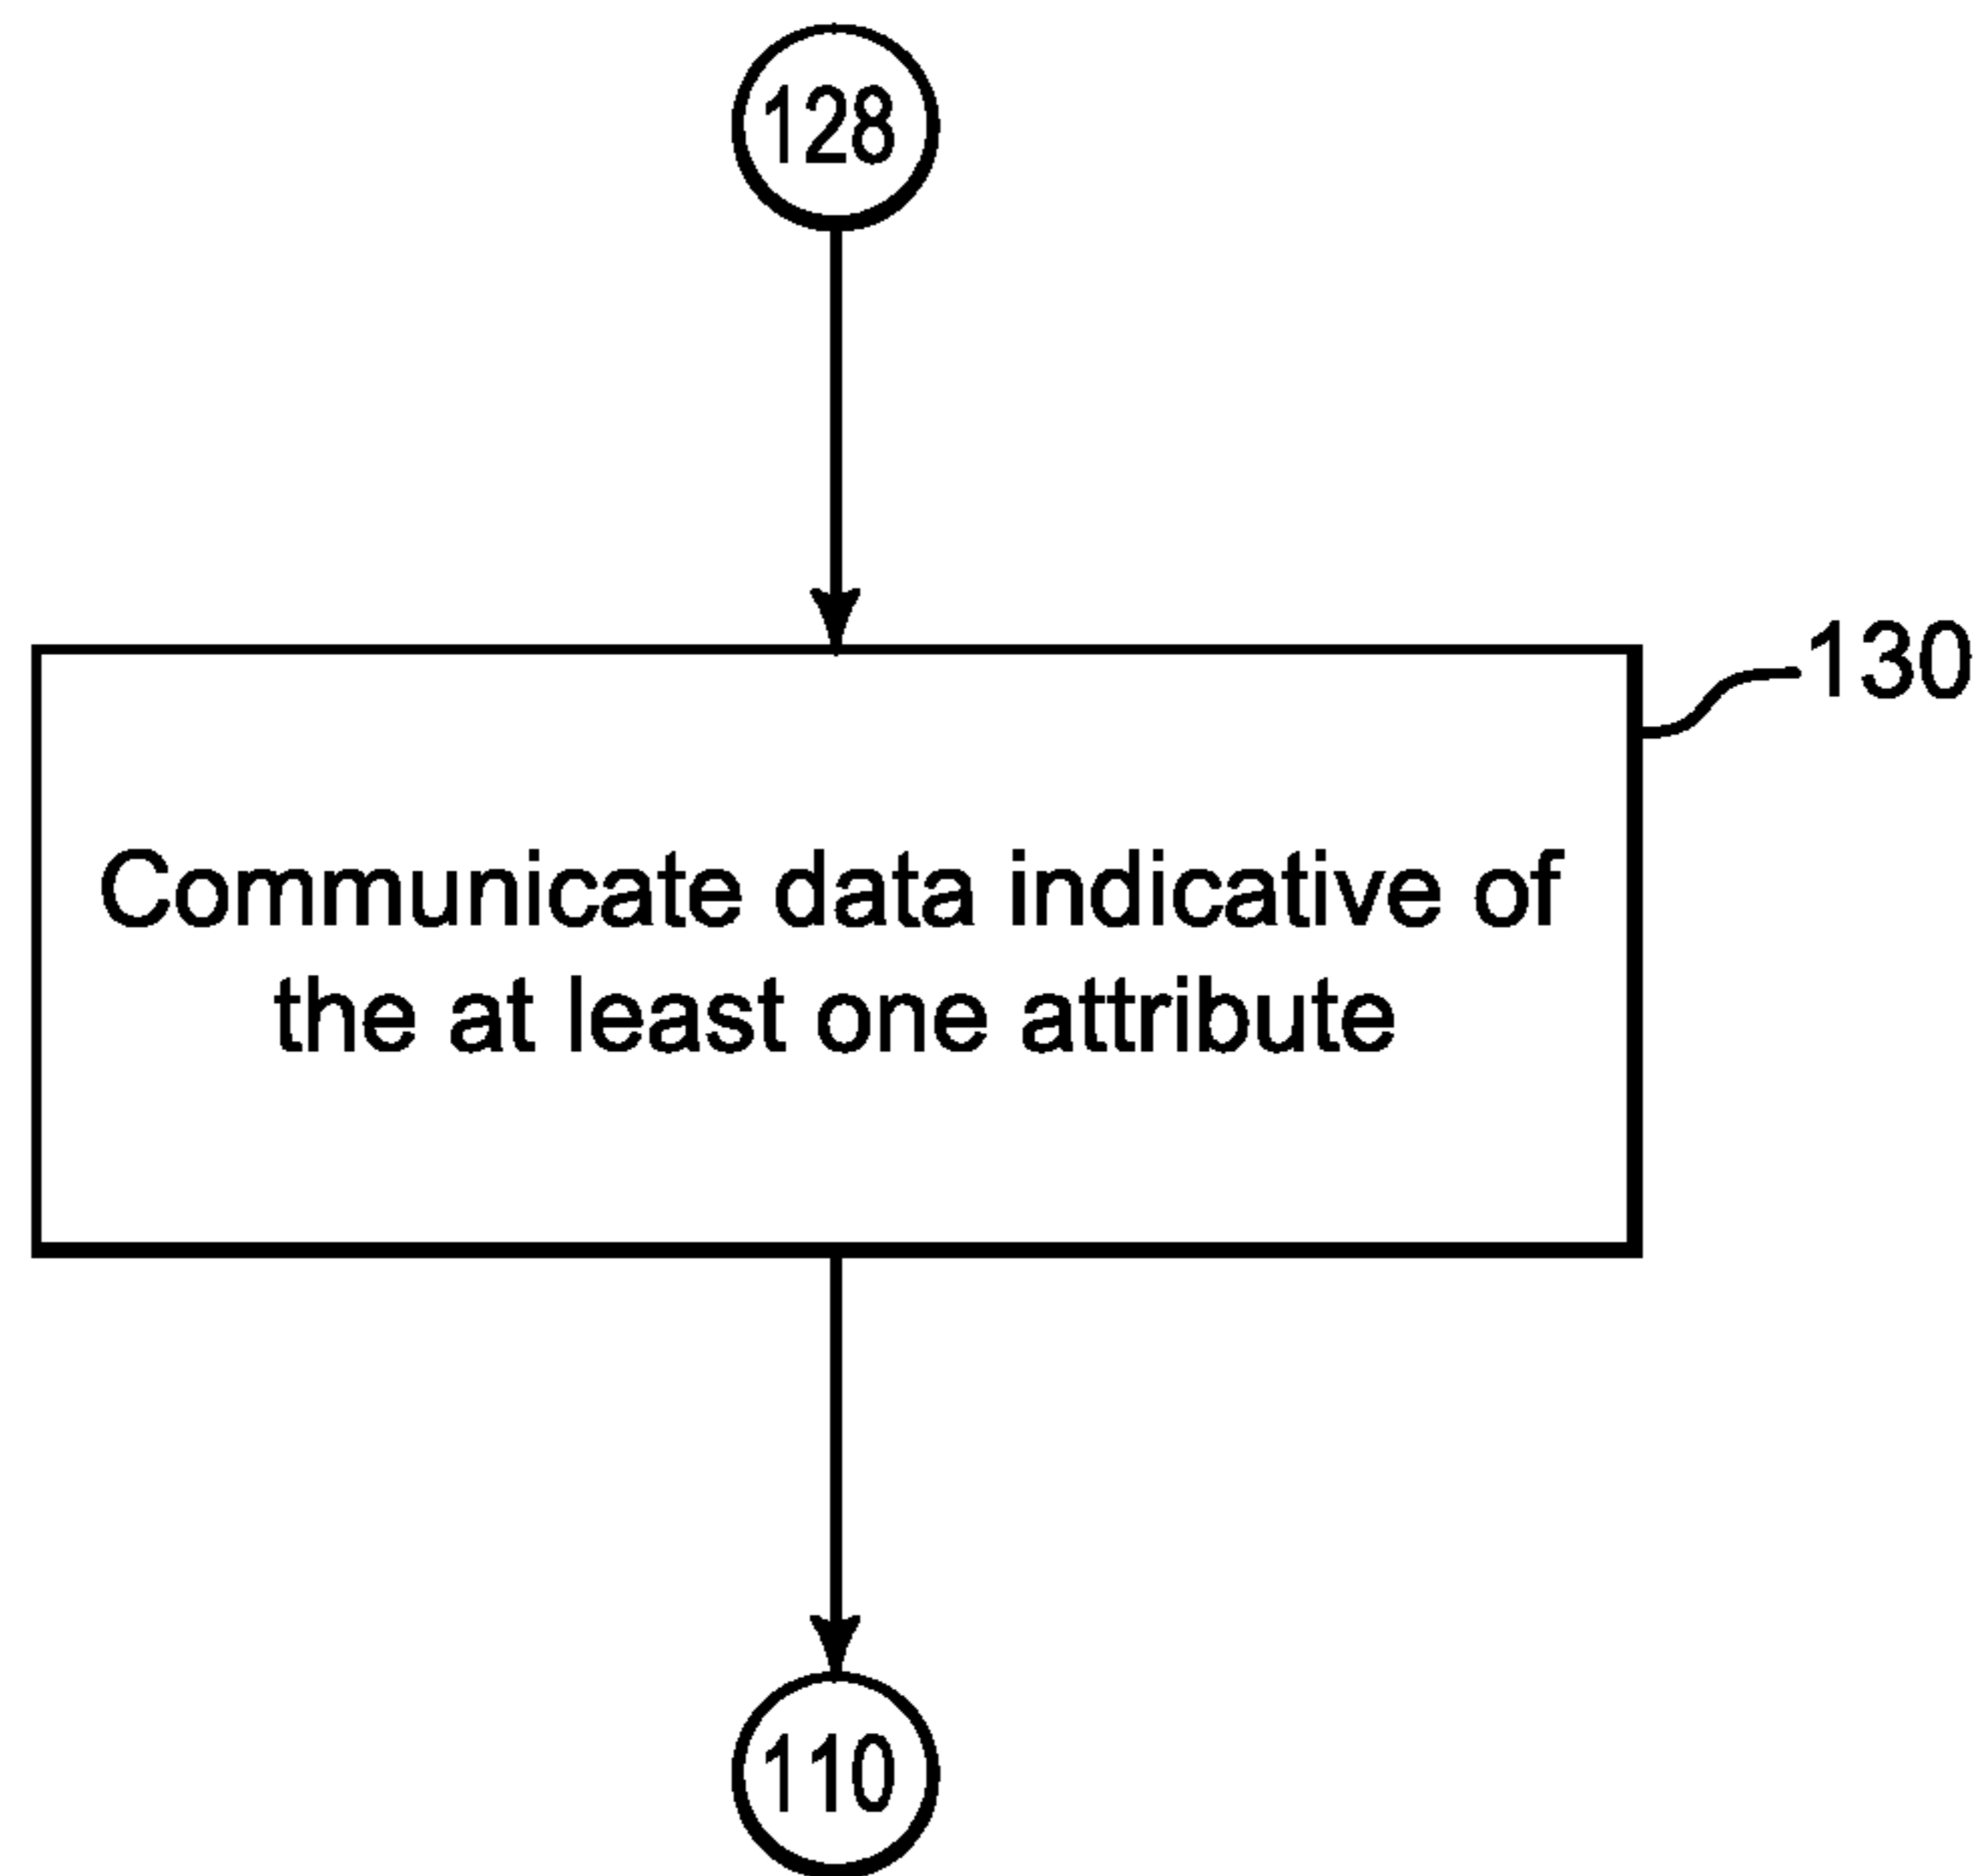 128
130
Communicate data indicative of
the at least one attribute
110